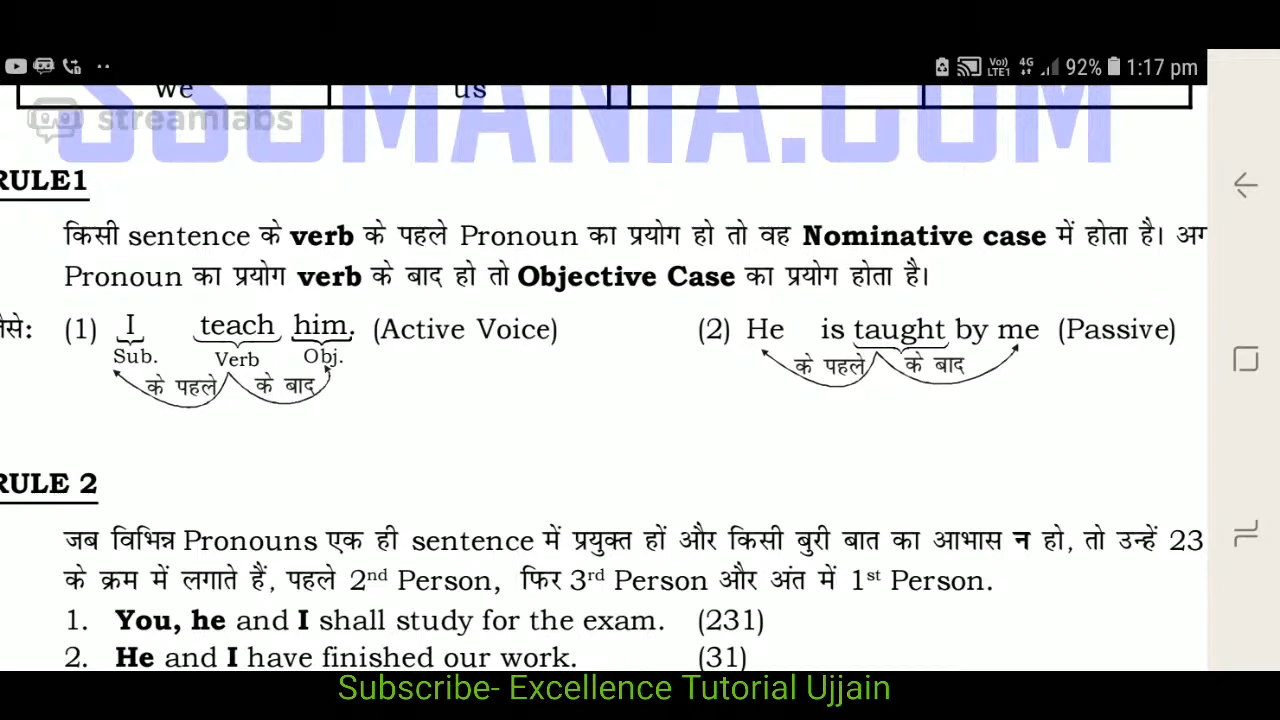 Vo)) 4G 92% 1:17 pm
LTE1
we us
streamlabs
SSCMANIA.COM
RULE1
किसी sentence के verb के पहले Pronoun का प्रयोग हो तो वह Nominative case में होता है।
Pronoun का प्रयोग verb के बाद हो तो Objective Case का प्रयोग होता है।
(1) I teach him. (Active Voice) (2) He is taught by me (Passive)
Sub. Verb Obj.
के पहले के बाद के पहले के बाद
RULE 2
जब विभिन्न Pronouns एक ही sentence में प्रयुक्त हों और किसी बुरी बात का आभास न हो, तो उन्हें 23
के क्रम में लगाते हैं, पहले 2nd Person, फिर 3rd Person और अंत में 1st Person.
1. You, he and I shall study for the exam. (231)
2. He and I have finished our work. (31)
Subscribe- Excellence Tutorial Ujjain